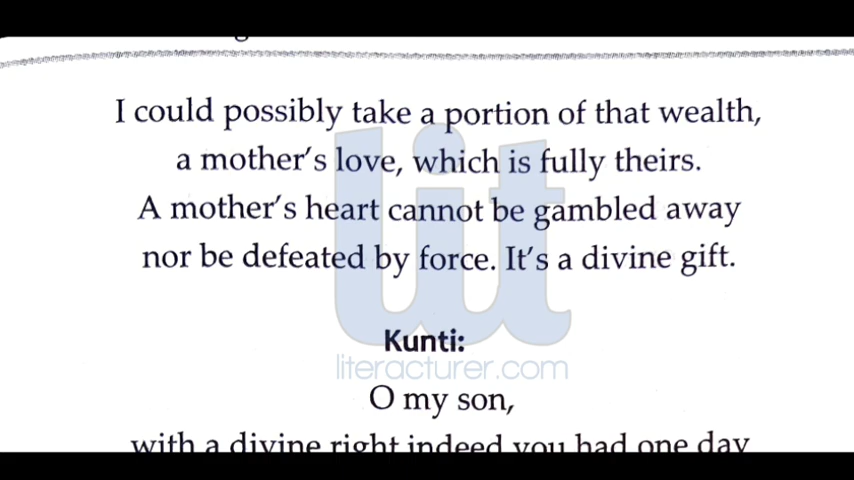 I could possibly take a portion of that wealth,
a mother's love, which is fully theirs.
A mother's heart cannot be gambled away
nor be defeated by force. It's a divine gift.
lit
Kunti:
literacturer.com
O my son,
with a divine right indeed you had one day